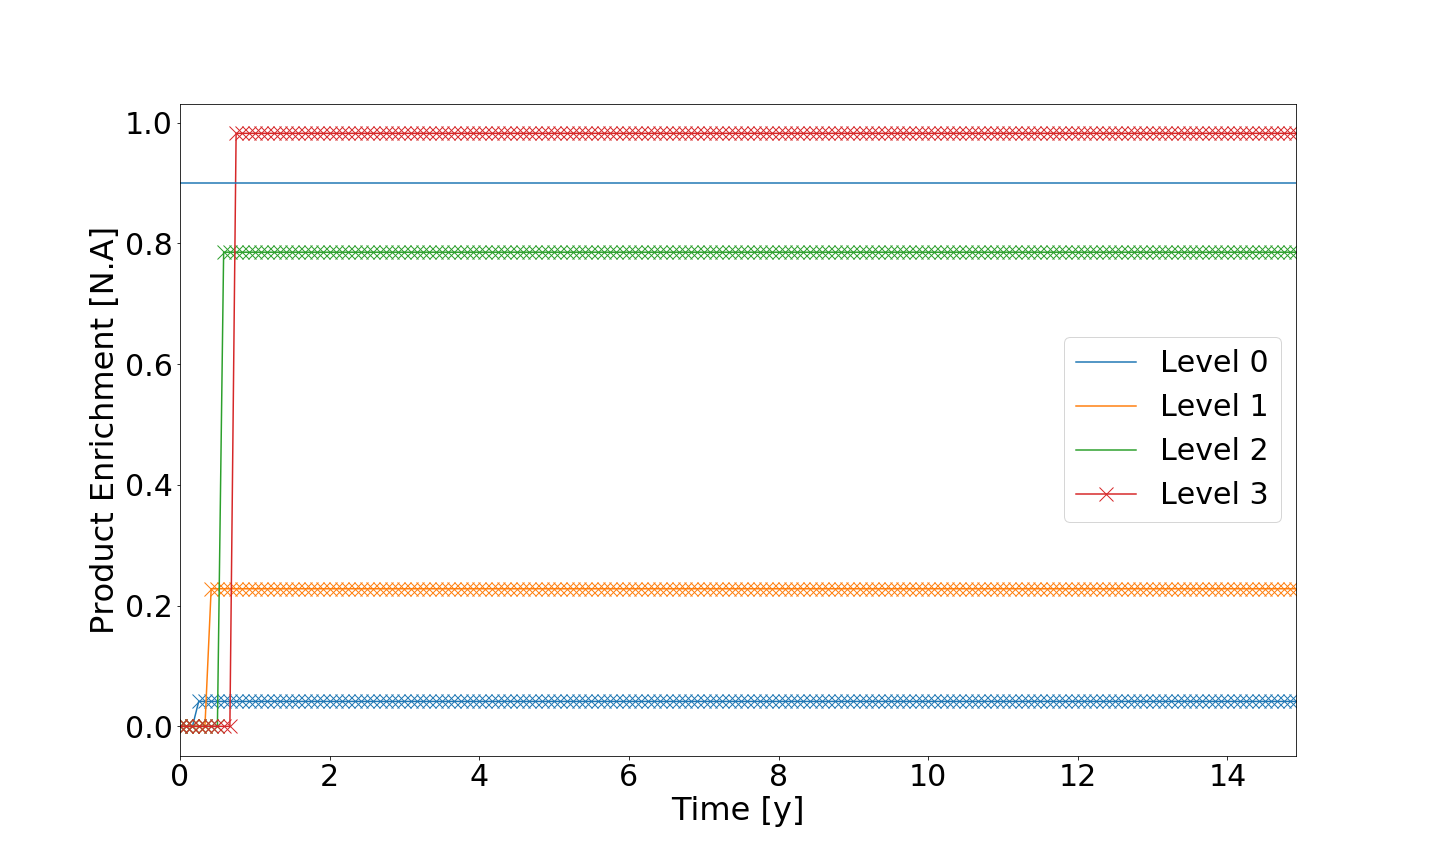 Product Enrichment [N.A]
1.0
0.8
0.6
0.4
0.2
0.0
0 2 4 6 8 10 12 14
Time [y]
Level 0
Level 1
Level 2
Level 3